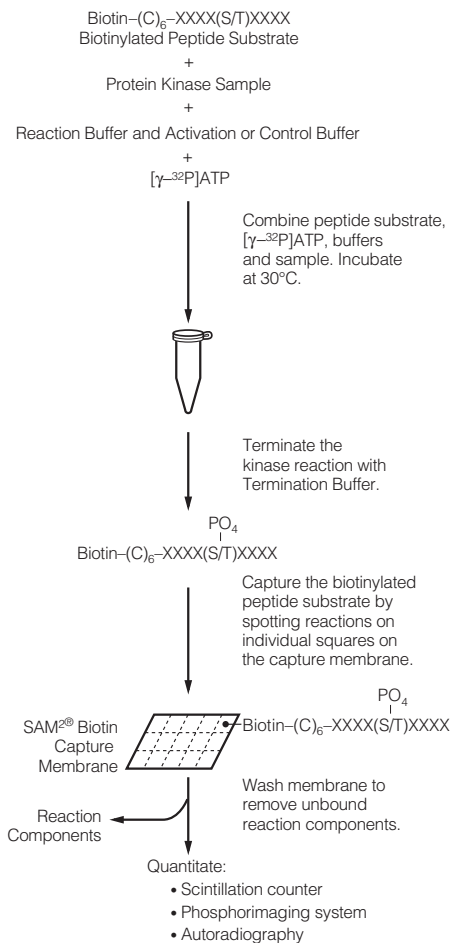 Biotin–(C)₆–XXXX(S/T)XXXX
Biotinylated Peptide Substrate
+
Protein Kinase Sample
+
Reaction Buffer and Activation or Control Buffer
+
[γ–³²P]ATP
Combine peptide substrate,
[γ–³²P]ATP, buffers
and sample. Incubate
at 30°C.
Terminate the
kinase reaction with
Termination Buffer.
PO₄
Biotin–(C)₆–XXXX(S/T)XXXX
Capture the biotinylated
peptide substrate by
spotting reactions on
individual squares on
the capture membrane.
PO₄
Biotin–(C)₆–XXXX(S/T)XXXX
SAM²® Biotin
Capture
Membrane
Wash membrane to
remove unbound
reaction components.
Reaction
Components
Quantitate:
• Scintillation counter
• Phosphorimaging system
• Autoradiography